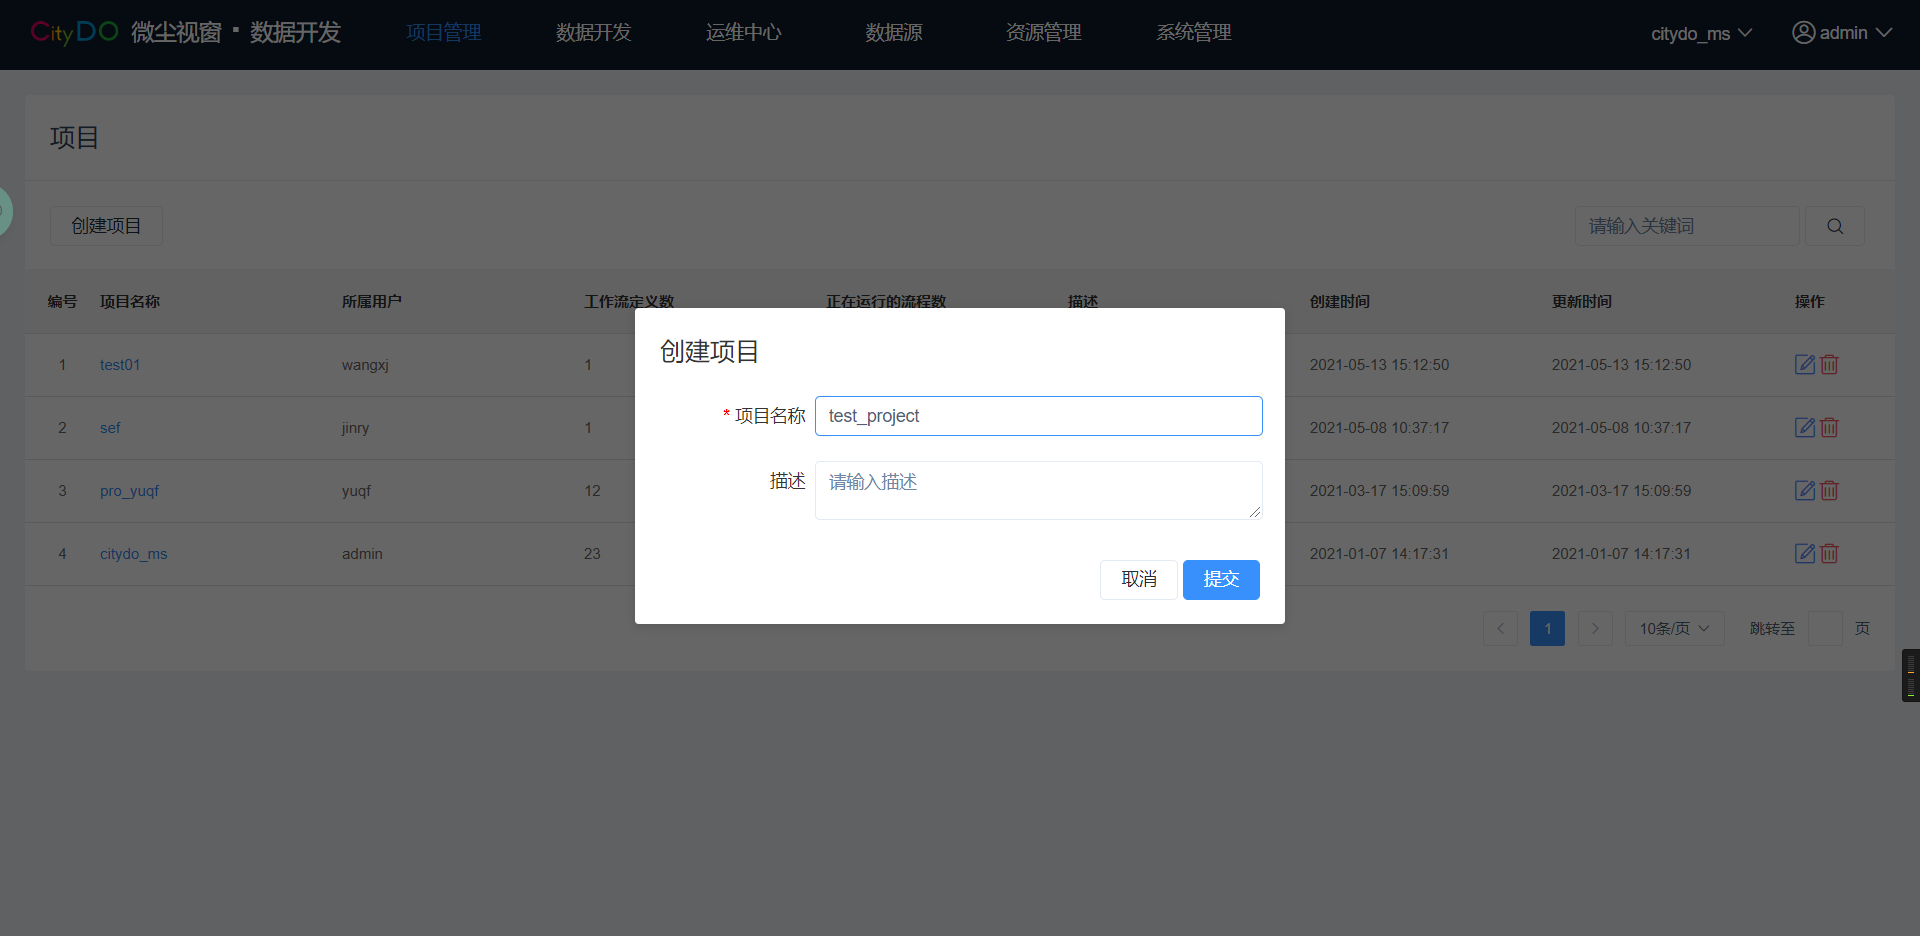 CityDO 微尘视窗 · 数据开发 项目管理 数据开发 运维中心 数据源 资源管理 系统管理 citydo_ms admin
项目
创建项目 请输入关键词
编号 项目名称 所属用户 工作流定义数 正在运行的流程数 描述 创建时间 更新时间 操作
1 test01 wangxj 1 2021-05-13 15:12:50 2021-05-13 15:12:50
2 sef jinry 1 2021-05-08 10:37:17 2021-05-08 10:37:17
3 pro_yuqf yuqf 12 2021-03-17 15:09:59 2021-03-17 15:09:59
4 citydo_ms admin 23 2021-01-07 14:17:31 2021-01-07 14:17:31
创建项目
* 项目名称 test_project
描述 请输入描述
取消 提交
1 10条/页 跳转至 页